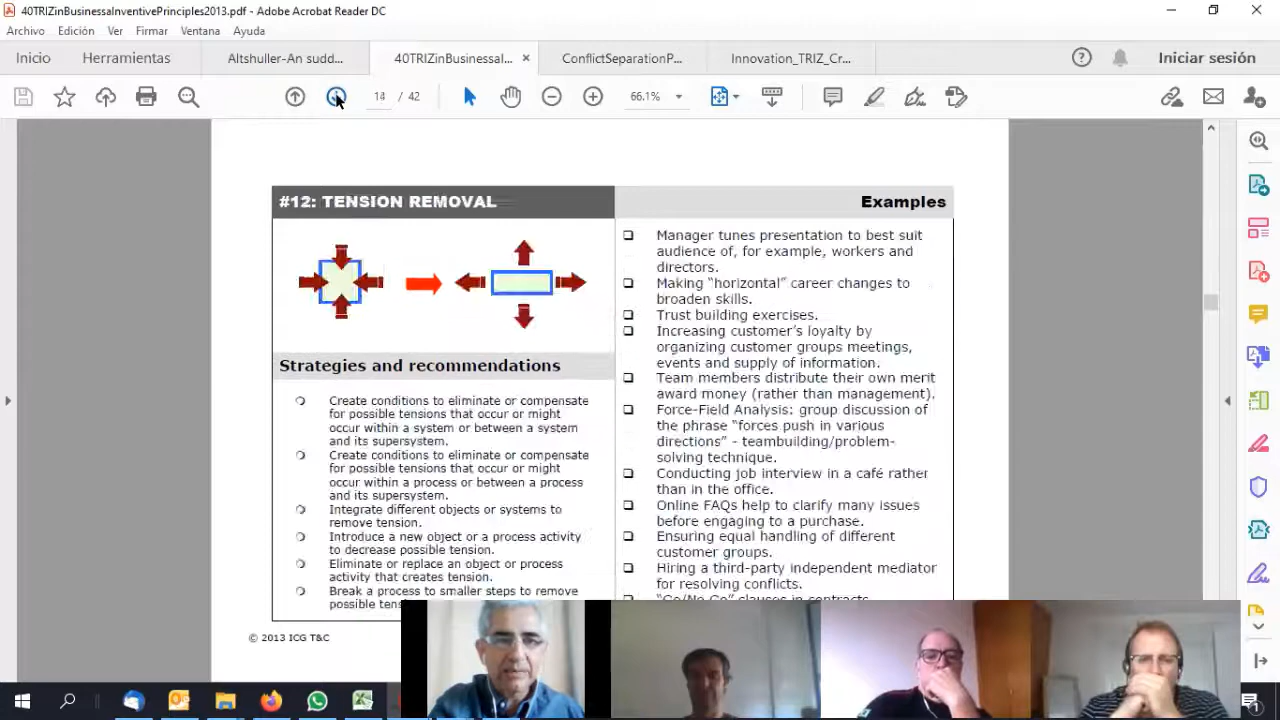 40TRIZinBusinessaInventivePrinciples2013.pdf - Adobe Acrobat Reader DC
Archivo Edición Ver Firmar Ventana Ayuda
Inicio Herramientas Altshuller-An sudd... 40TRIZinBusinessaI... ConflictSeparationP... Innovation_TRIZ_Cr... Iniciar sesión
14 / 42 66.1%
#12: TENSION REMOVAL
Examples
Strategies and recommendations
Create conditions to eliminate or compensate
for possible tensions that occur or might
occur within a system or between a system
and its supersystem.
Create conditions to eliminate or compensate
for possible tensions that occur or might
occur within a process or between a process
and its supersystem.
Integrate different objects or systems to
remove tension.
Introduce a new object or a process activity
to decrease possible tension.
Eliminate or replace an object or process
activity that creates tension.
Break a process to smaller steps to remove
possible
Manager tunes presentation to best suit
audience of, for example, workers and
directors.
Making "horizontal" career changes to
broaden skills.
Trust building exercises.
Increasing customer's loyalty by
organizing customer groups meetings,
events and supply of information.
Team members distribute their own merit
award money (rather than management).
Force-Field Analysis: group discussion of
the phrase "forces push in various
directions" - teambuilding/problem-
solving technique.
Conducting job interview in a café rather
than in the office.
Online FAQs help to clarify many issues
before engaging to a purchase.
Ensuring equal handling of different
customer groups.
Hiring a third-party independent mediator
for resolving conflicts.
"Go/No Go" clauses in contracts
© 2013 ICG T&C